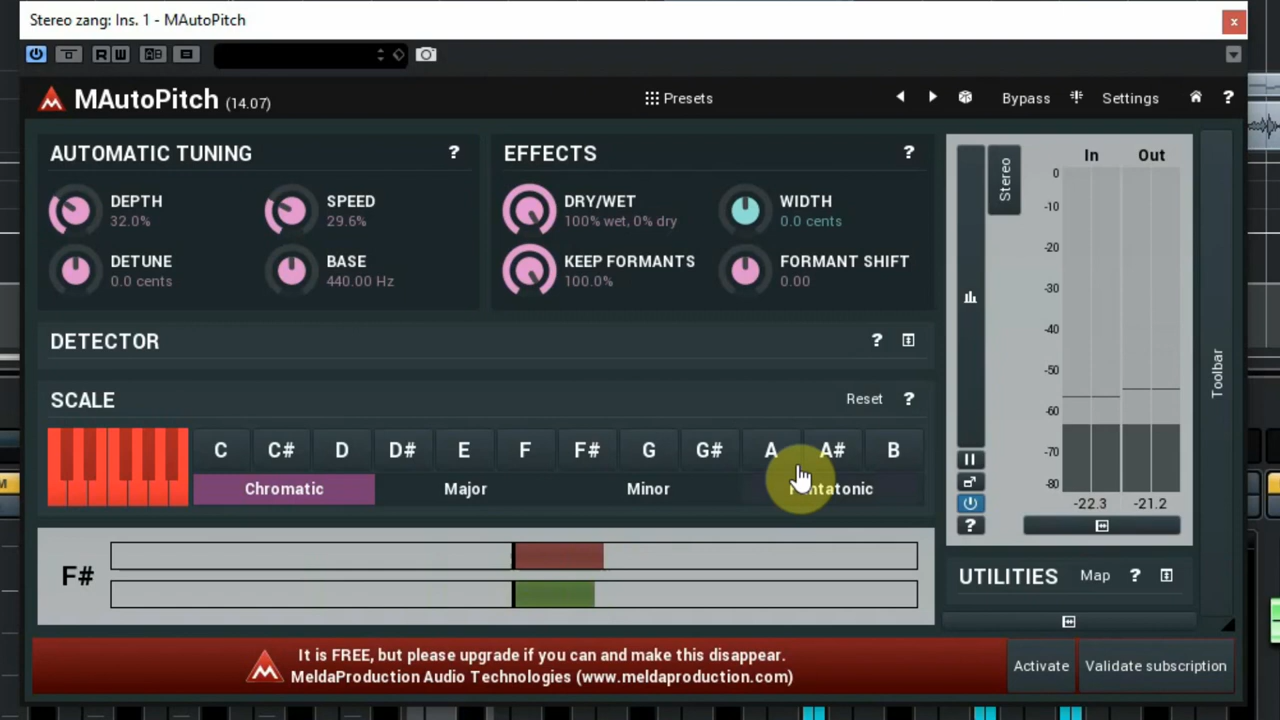 Stereo zang: Ins. 1 - MAutoPitch
x
R W AB
MAutoPitch (14.07)
Presets
Bypass
Settings
?
AUTOMATIC TUNING ?
DEPTH
32.0%
SPEED
29.6%
DETUNE
0.0 cents
BASE
440.00 Hz
EFFECTS ?
DRY/WET
100% wet, 0% dry
WIDTH
0.0 cents
KEEP FORMANTS
100.0%
FORMANT SHIFT
0.00
DETECTOR ?
SCALE Reset ?
C C# D D# E F F# G G# A A# B
Chromatic Major Minor
F#
Stereo
In Out
0
-10
-20
-30
-40
-50
-60
-70
-80
-22.3 -21.2
?
Toolbar
UTILITIES Map ?
It is FREE, but please upgrade if you can and make this disappear.
MeldaProduction Audio Technologies (www.meldaproduction.com)
Activate
Validate subscription
M